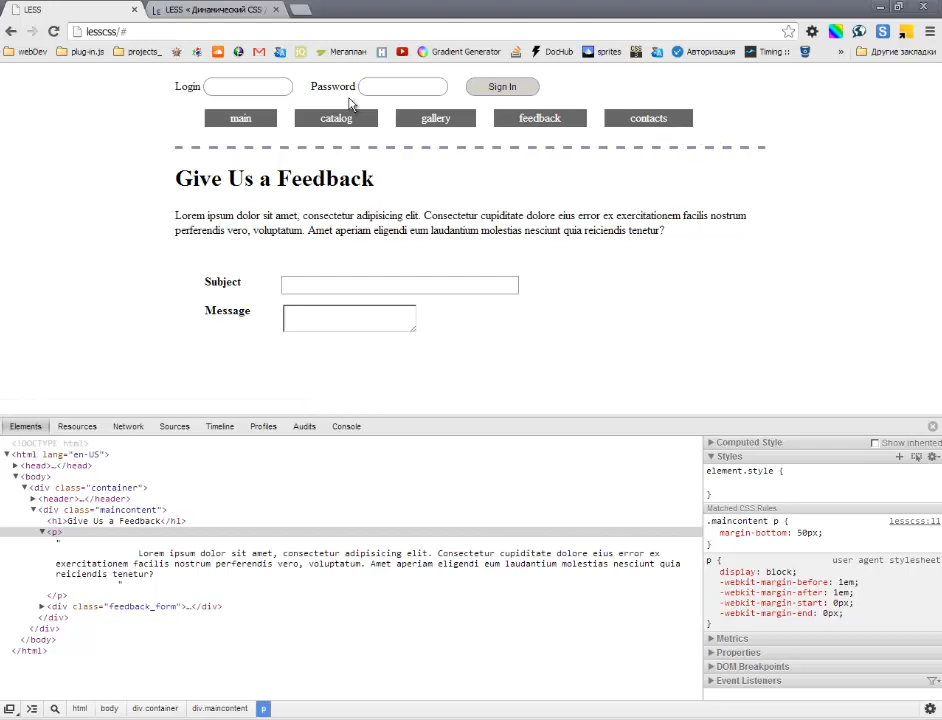 LESS
LESS « Динамический CSS /
lesscss/#
webDev
plug-in.js
projects_
Мегаплан
Gradient Generator
DocHub
sprites
Авторизация
Timing ::
»
Другие закладки
Login
Password
Sign In
main
catalog
gallery
feedback
contacts
Give Us a Feedback
Lorem ipsum dolor sit amet, consectetur adipisicing elit. Consectetur cupiditate dolore eius error ex exercitationem facilis nostrum
perferendis vero, voluptatum. Amet aperiam eligendi eum laudantium molestias nesciunt quia reiciendis tenetur?
Subject
Message
Elements
Resources
Network
Sources
Timeline
Profiles
Audits
Console
<!DOCTYPE html>
<html lang="en-US">
<head>…</head>
<body>
<div class="container">
<header>…</header>
<div class="maincontent">
<h1>Give Us a Feedback</h1>
<p>
"
Lorem ipsum dolor sit amet, consectetur adipisicing elit. Consectetur cupiditate dolore eius error ex
exercitationem facilis nostrum perferendis vero, voluptatum. Amet aperiam eligendi eum laudantium molestias nesciunt quia
reiciendis tenetur?
"
</p>
<div class="feedback_form">…</div>
</div>
</div>
</body>
</html>
Computed Style
Show inherited
Styles
element.style {
}
Matched CSS Rules
.maincontent p {
lesscss:11
margin-bottom: 50px;
}
p {
user agent stylesheet
display: block;
-webkit-margin-before: 1em;
-webkit-margin-after: 1em;
-webkit-margin-start: 0px;
-webkit-margin-end: 0px;
}
Metrics
Properties
DOM Breakpoints
Event Listeners
html
body
div.container
div.maincontent
p